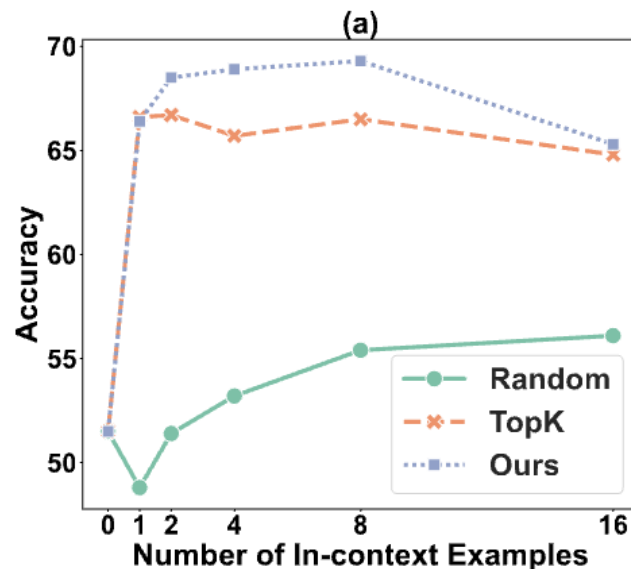 (a)
70
65
60
55
50
Accuracy
Random
TopK
Ours
0 1 2 4 8 16
Number of In-context Examples